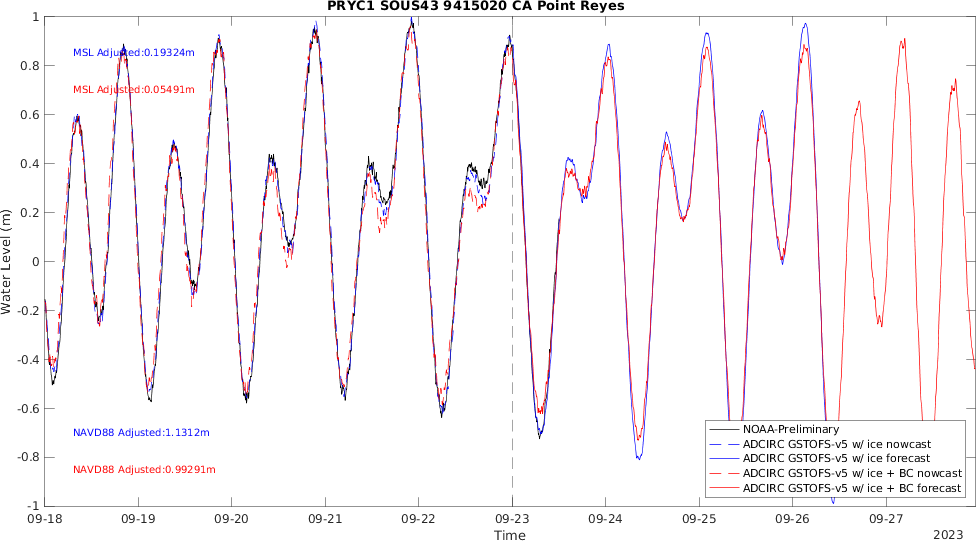 PRYC1 SOUS43 9415020 CA Point Reyes
MSL Adjusted:0.19324m
MSL Adjusted:0.05491m
NAVD88 Adjusted:1.1312m
NAVD88 Adjusted:0.99291m
Water Level (m)
1
0.8
0.6
0.4
0.2
0
-0.2
-0.4
-0.6
-0.8
-1
NOAA-Preliminary
ADCIRC GSTOFS-v5 w/ ice nowcast
ADCIRC GSTOFS-v5 w/ ice forecast
ADCIRC GSTOFS-v5 w/ ice + BC nowcast
ADCIRC GSTOFS-v5 w/ ice + BC forecast
09-18 09-19 09-20 09-21 09-22 09-23 09-24 09-25 09-26 09-27
Time
2023